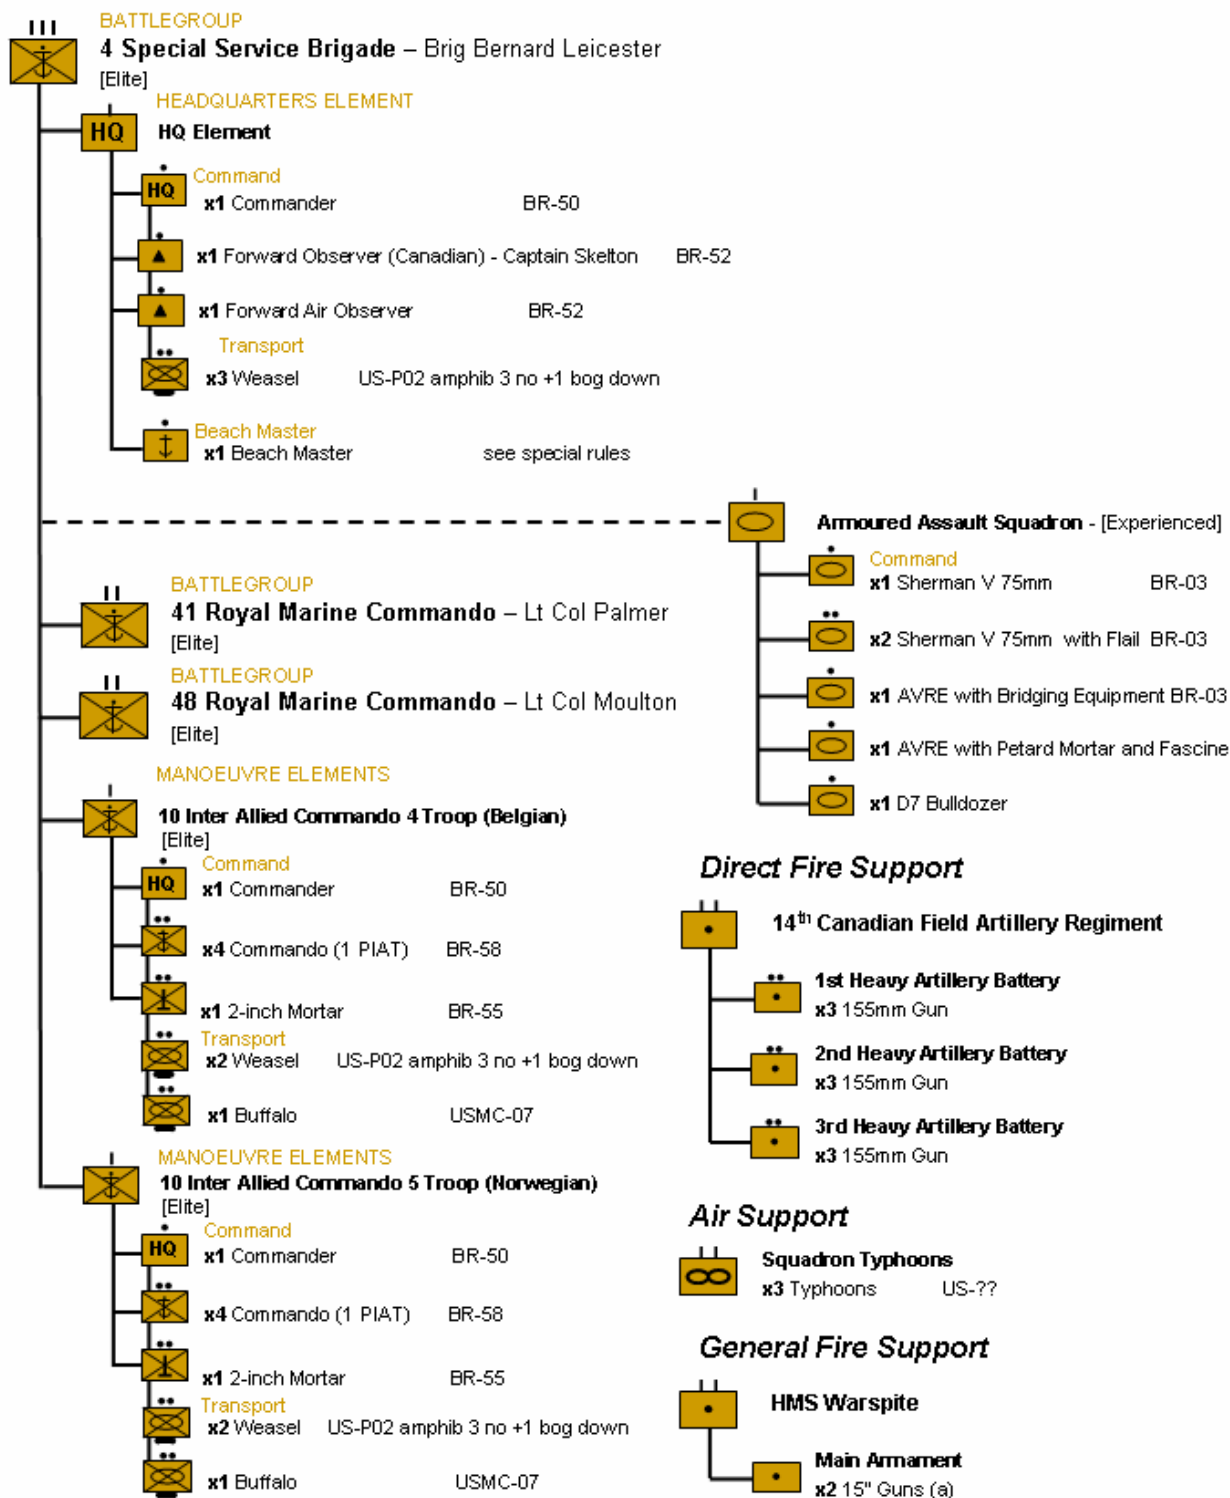 BATTLEGROUP
4 Special Service Brigade – Brig Bernard Leicester
[Elite]
HEADQUARTERS ELEMENT
HQ HQ Element
Command
HQ x1 Commander BR-50
x1 Forward Observer (Canadian) - Captain Skelton BR-52
x1 Forward Air Observer BR-52
Transport
x3 Weasel US-P02 amphib 3 no +1 bog down
Beach Master
x1 Beach Master see special rules
Armoured Assault Squadron - [Experienced]
Command
x1 Sherman V 75mm BR-03
x2 Sherman V 75mm with Flail BR-03
x1 AVRE with Bridging Equipment BR-03
x1 AVRE with Petard Mortar and Fascine
x1 D7 Bulldozer
BATTLEGROUP
41 Royal Marine Commando – Lt Col Palmer
[Elite]
BATTLEGROUP
48 Royal Marine Commando – Lt Col Moulton
[Elite]
MANOEUVRE ELEMENTS
10 Inter Allied Commando 4 Troop (Belgian)
[Elite]
Command
HQ x1 Commander BR-50
x4 Commando (1 PIAT) BR-58
x1 2-inch Mortar BR-55
Transport
x2 Weasel US-P02 amphib 3 no +1 bog down
x1 Buffalo USMC-07
MANOEUVRE ELEMENTS
10 Inter Allied Commando 5 Troop (Norwegian)
[Elite]
Command
HQ x1 Commander BR-50
x4 Commando (1 PIAT) BR-58
x1 2-inch Mortar BR-55
Transport
x2 Weasel US-P02 amphib 3 no +1 bog down
x1 Buffalo USMC-07
Direct Fire Support
14th Canadian Field Artillery Regiment
1st Heavy Artillery Battery
x3 155mm Gun
2nd Heavy Artillery Battery
x3 155mm Gun
3rd Heavy Artillery Battery
x3 155mm Gun
Air Support
Squadron Typhoons
x3 Typhoons US-??
General Fire Support
HMS Warspite
Main Armament
x2 15" Guns (a)